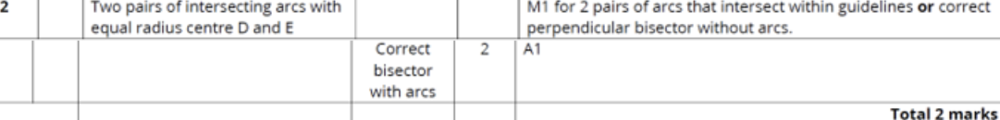 2
Two pairs of intersecting arcs with
equal radius centre D and E
M1 for 2 pairs of arcs that intersect within guidelines or correct
perpendicular bisector without arcs.
Correct
bisector
with arcs
2
A1
Total 2 marks